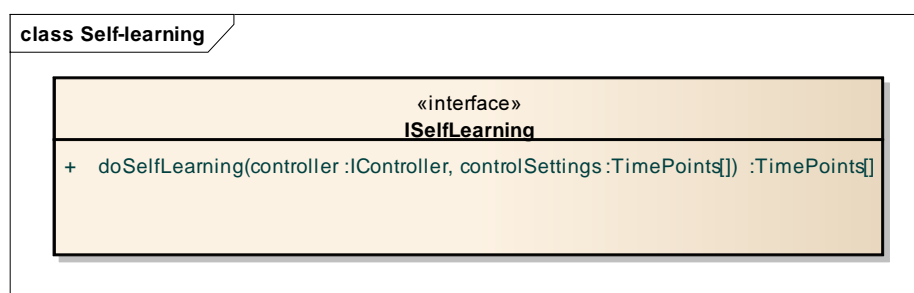 class Self-learning
«interface»
ISelfLearning
+ doSelfLearning(controller :IController, controlSettings :TimePoints[]) :TimePoints[]